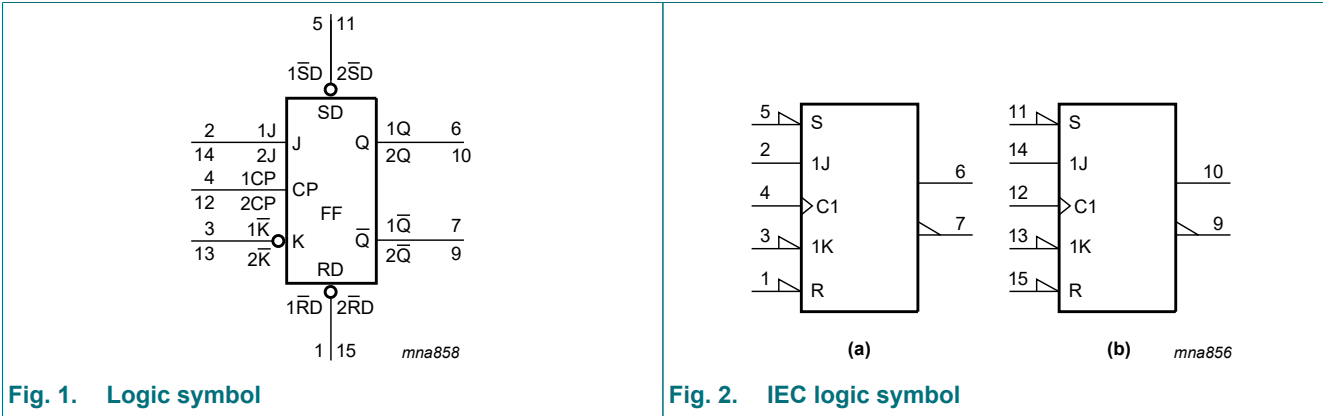 5 11
1S̅D 2S̅D
SD
2 1J J Q 1Q 6
14 2J 2Q 10
4 1CP CP
12 2CP
FF
3 1K̅ K Q̅ 1Q̅ 7
13 2K̅ 2Q̅ 9
RD
1R̅D 2R̅D
1 15 mna858
Fig. 1. Logic symbol
5 S
2 1J
6
4 C1
7
3 1K
1 R
(a)
11 S
14 1J
10
12 C1
9
13 1K
15 R
(b) mna856
Fig. 2. IEC logic symbol